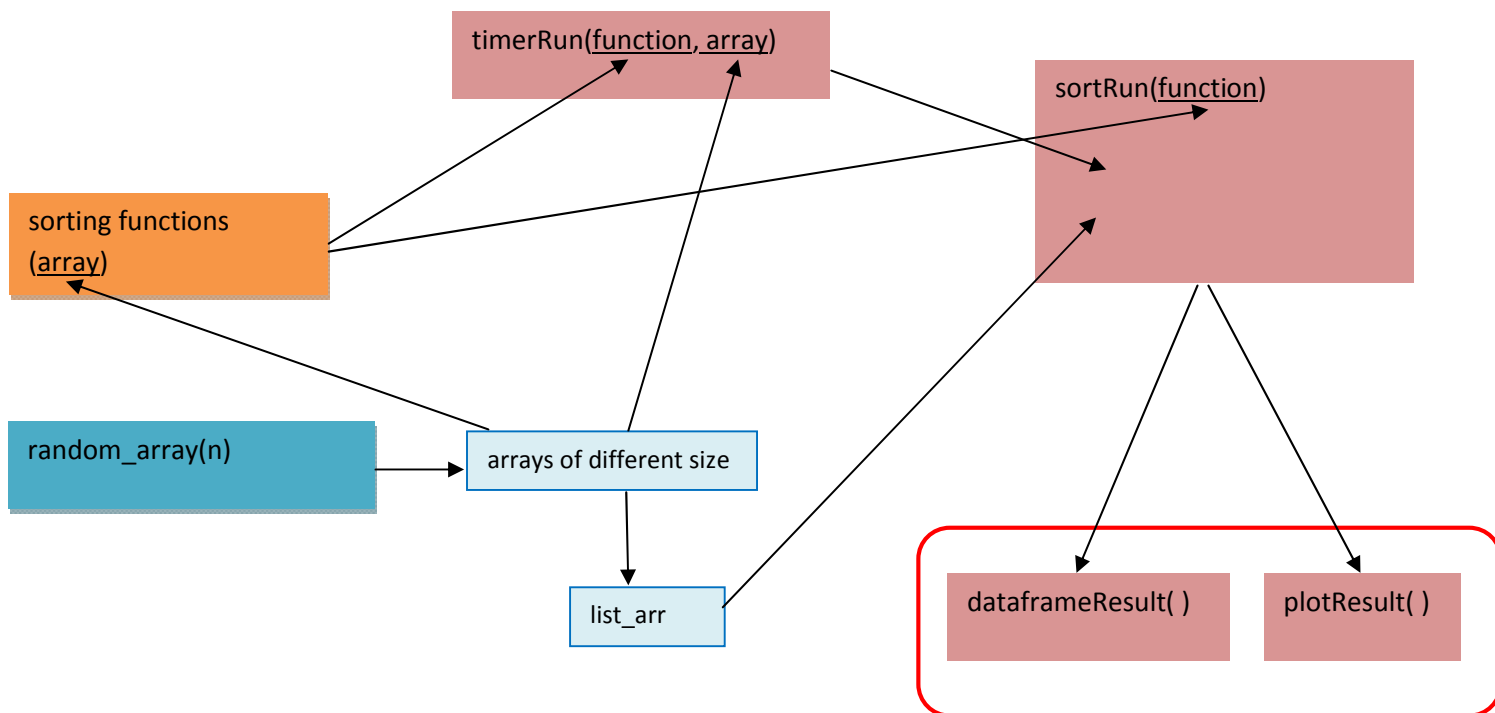 timerRun(function, array)
sortRun(function)
sorting functions
(array)
random_array(n)
arrays of different size
list_arr
dataframeResult( )
plotResult( )